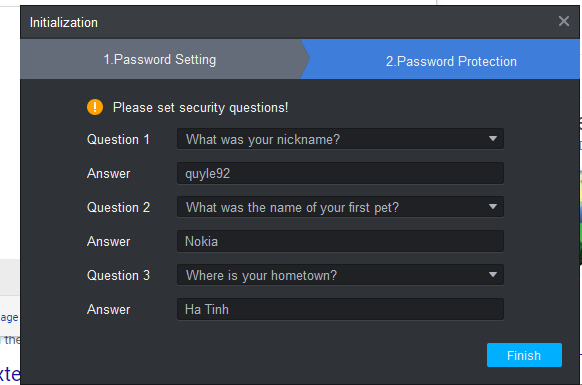 Initialization
1.Password Setting
2.Password Protection
Please set security questions!
Question 1
What was your nickname?
Answer
quyle92
Question 2
What was the name of your first pet?
Answer
Nokia
Question 3
Where is your hometown?
Answer
Ha Tinh
Finish
age
the
xte